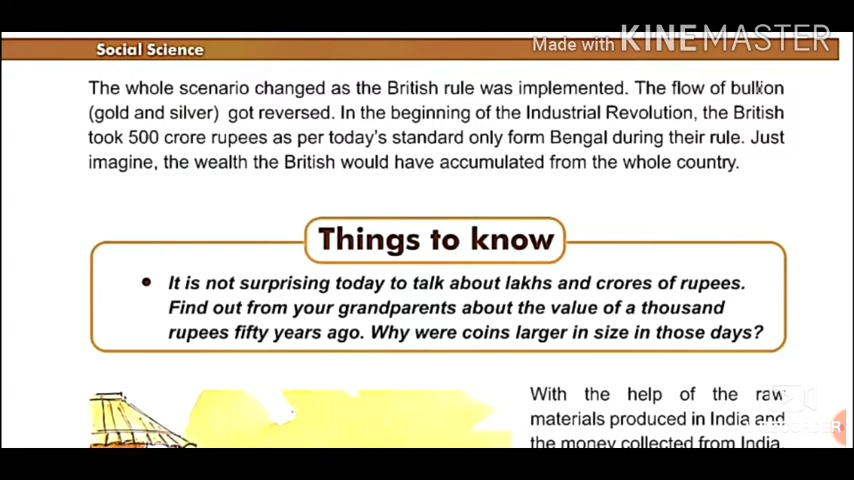 Social Science
Made with KINEMASTER
The whole scenario changed as the British rule was implemented. The flow of bullion
(gold and silver) got reversed. In the beginning of the Industrial Revolution, the British
took 500 crore rupees as per today's standard only form Bengal during their rule. Just
imagine, the wealth the British would have accumulated from the whole country.
Things to know
• It is not surprising today to talk about lakhs and crores of rupees.
Find out from your grandparents about the value of a thousand
rupees fifty years ago. Why were coins larger in size in those days?
With the help of the raw
materials produced in India and
the money collected from India,